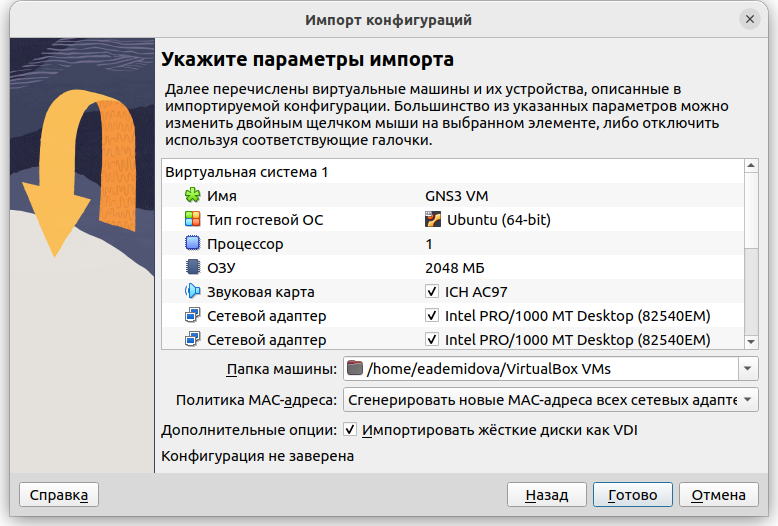 Импорт конфигураций
Укажите параметры импорта
Далее перечислены виртуальные машины и их устройства, описанные в
импортируемой конфигурации. Большинство из указанных параметров можно
изменить двойным щелчком мыши на выбранном элементе, либо отключить
используя соответствующие галочки.
Виртуальная система 1
Имя GNS3 VM
Тип гостевой ОС Ubuntu (64-bit)
Процессор 1
ОЗУ 2048 МБ
Звуковая карта ICH AC97
Сетевой адаптер Intel PRO/1000 MT Desktop (82540EM)
Сетевой адаптер Intel PRO/1000 MT Desktop (82540EM)
Папка машины: /home/eademidova/VirtualBox VMs
Политика MAC-адреса: Сгенерировать новые MAC-адреса всех сетевых адапте
Дополнительные опции: Импортировать жёсткие диски как VDI
Конфигурация не заверена
Справка Назад Готово Отмена